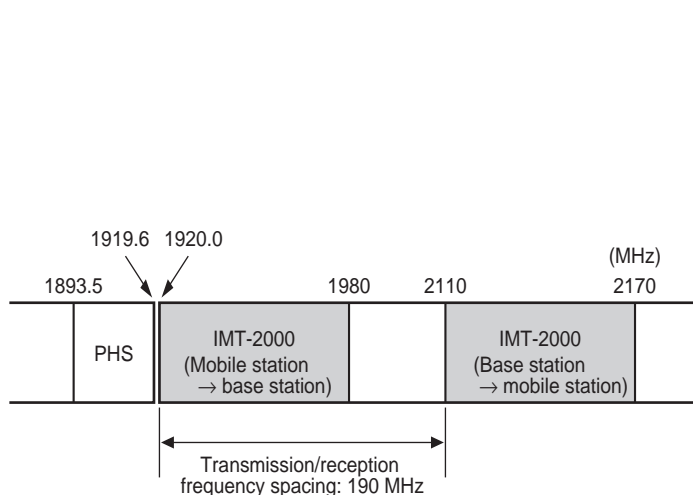 1919.6 1920.0
(MHz)
1893.5 1980 2110 2170
PHS
IMT-2000
(Mobile station
→ base station)
IMT-2000
(Base station
→ mobile station)
Transmission/reception
frequency spacing: 190 MHz